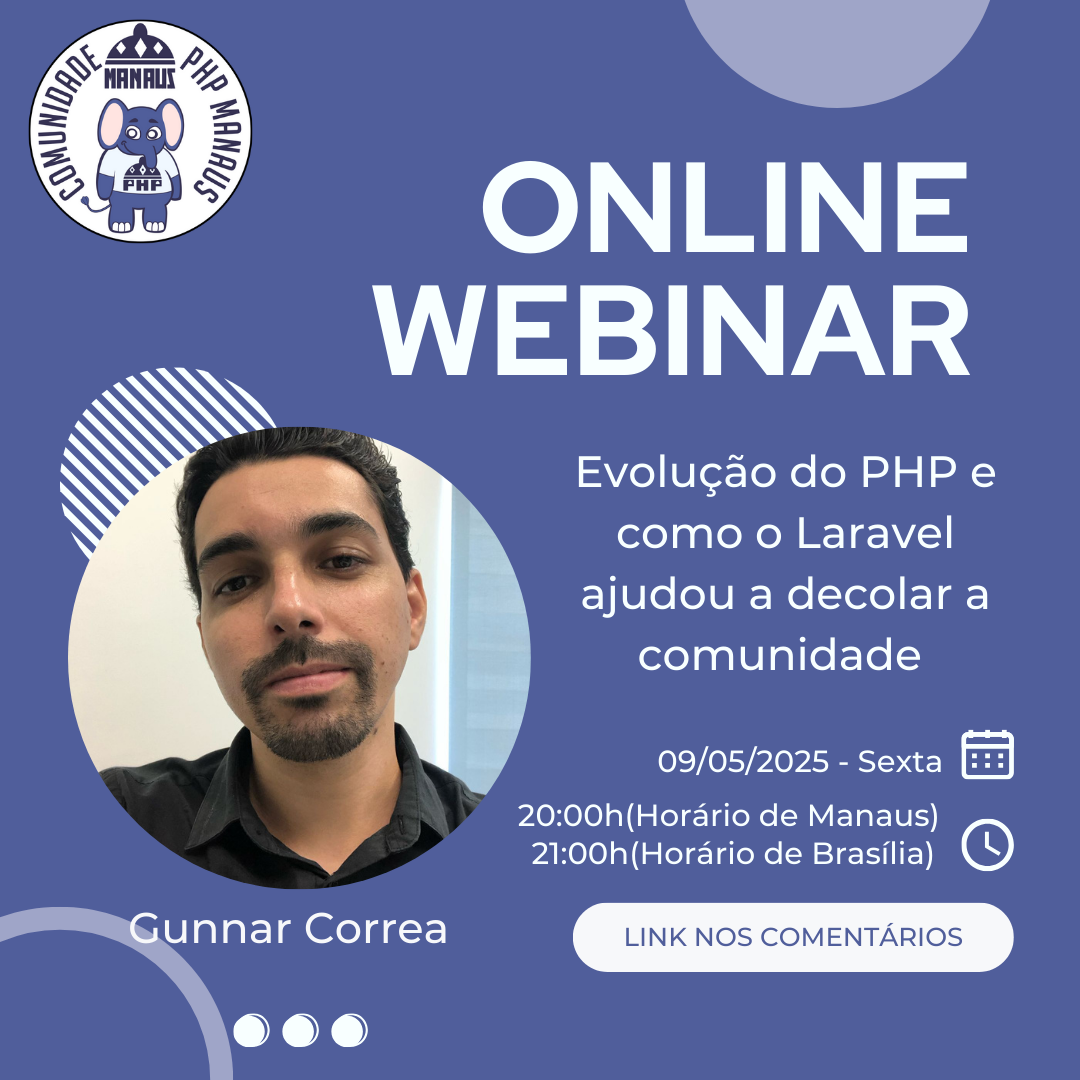 COMUNIDADE PHP MANAUS
MANAUS
PHP
ONLINE
WEBINAR
Evolução do PHP e
como o Laravel
ajudou a decolar a
comunidade
09/05/2025 - Sexta
20:00h(Horário de Manaus)
21:00h(Horário de Brasília)
Gunnar Correa
LINK NOS COMENTÁRIOS